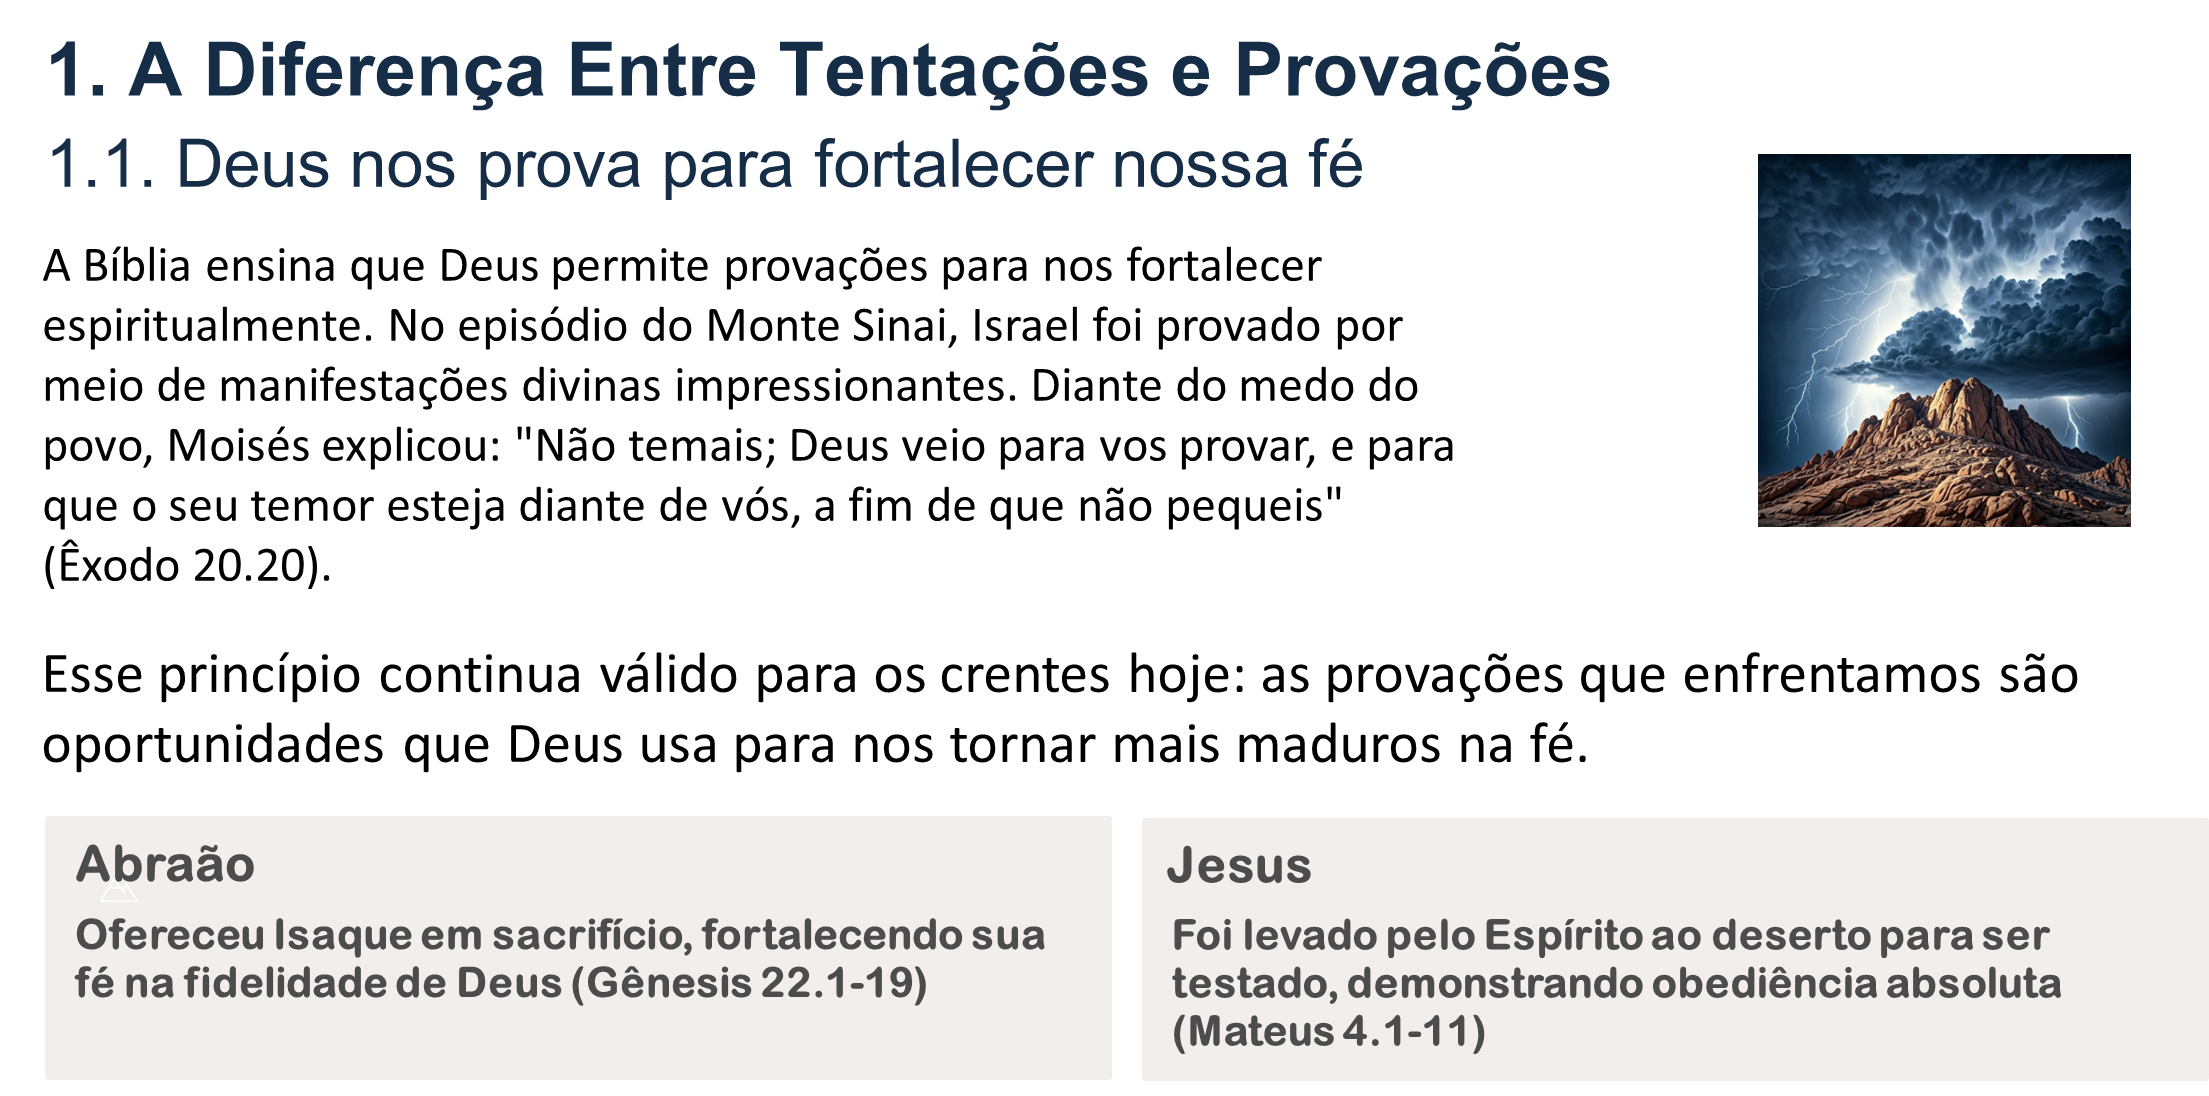 1. A Diferença Entre Tentações e Provações
1.1. Deus nos prova para fortalecer nossa fé
A Bíblia ensina que Deus permite provações para nos fortalecer
espiritualmente. No episódio do Monte Sinai, Israel foi provado por
meio de manifestações divinas impressionantes. Diante do medo do
povo, Moisés explicou: "Não temais; Deus veio para vos provar, e para
que o seu temor esteja diante de vós, a fim de que não pequeis"
(Êxodo 20.20).
Esse princípio continua válido para os crentes hoje: as provações que enfrentamos são
oportunidades que Deus usa para nos tornar mais maduros na fé.
Abraão
Ofereceu Isaque em sacrifício, fortalecendo sua
fé na fidelidade de Deus (Gênesis 22.1-19)
Jesus
Foi levado pelo Espírito ao deserto para ser
testado, demonstrando obediência absoluta
(Mateus 4.1-11)